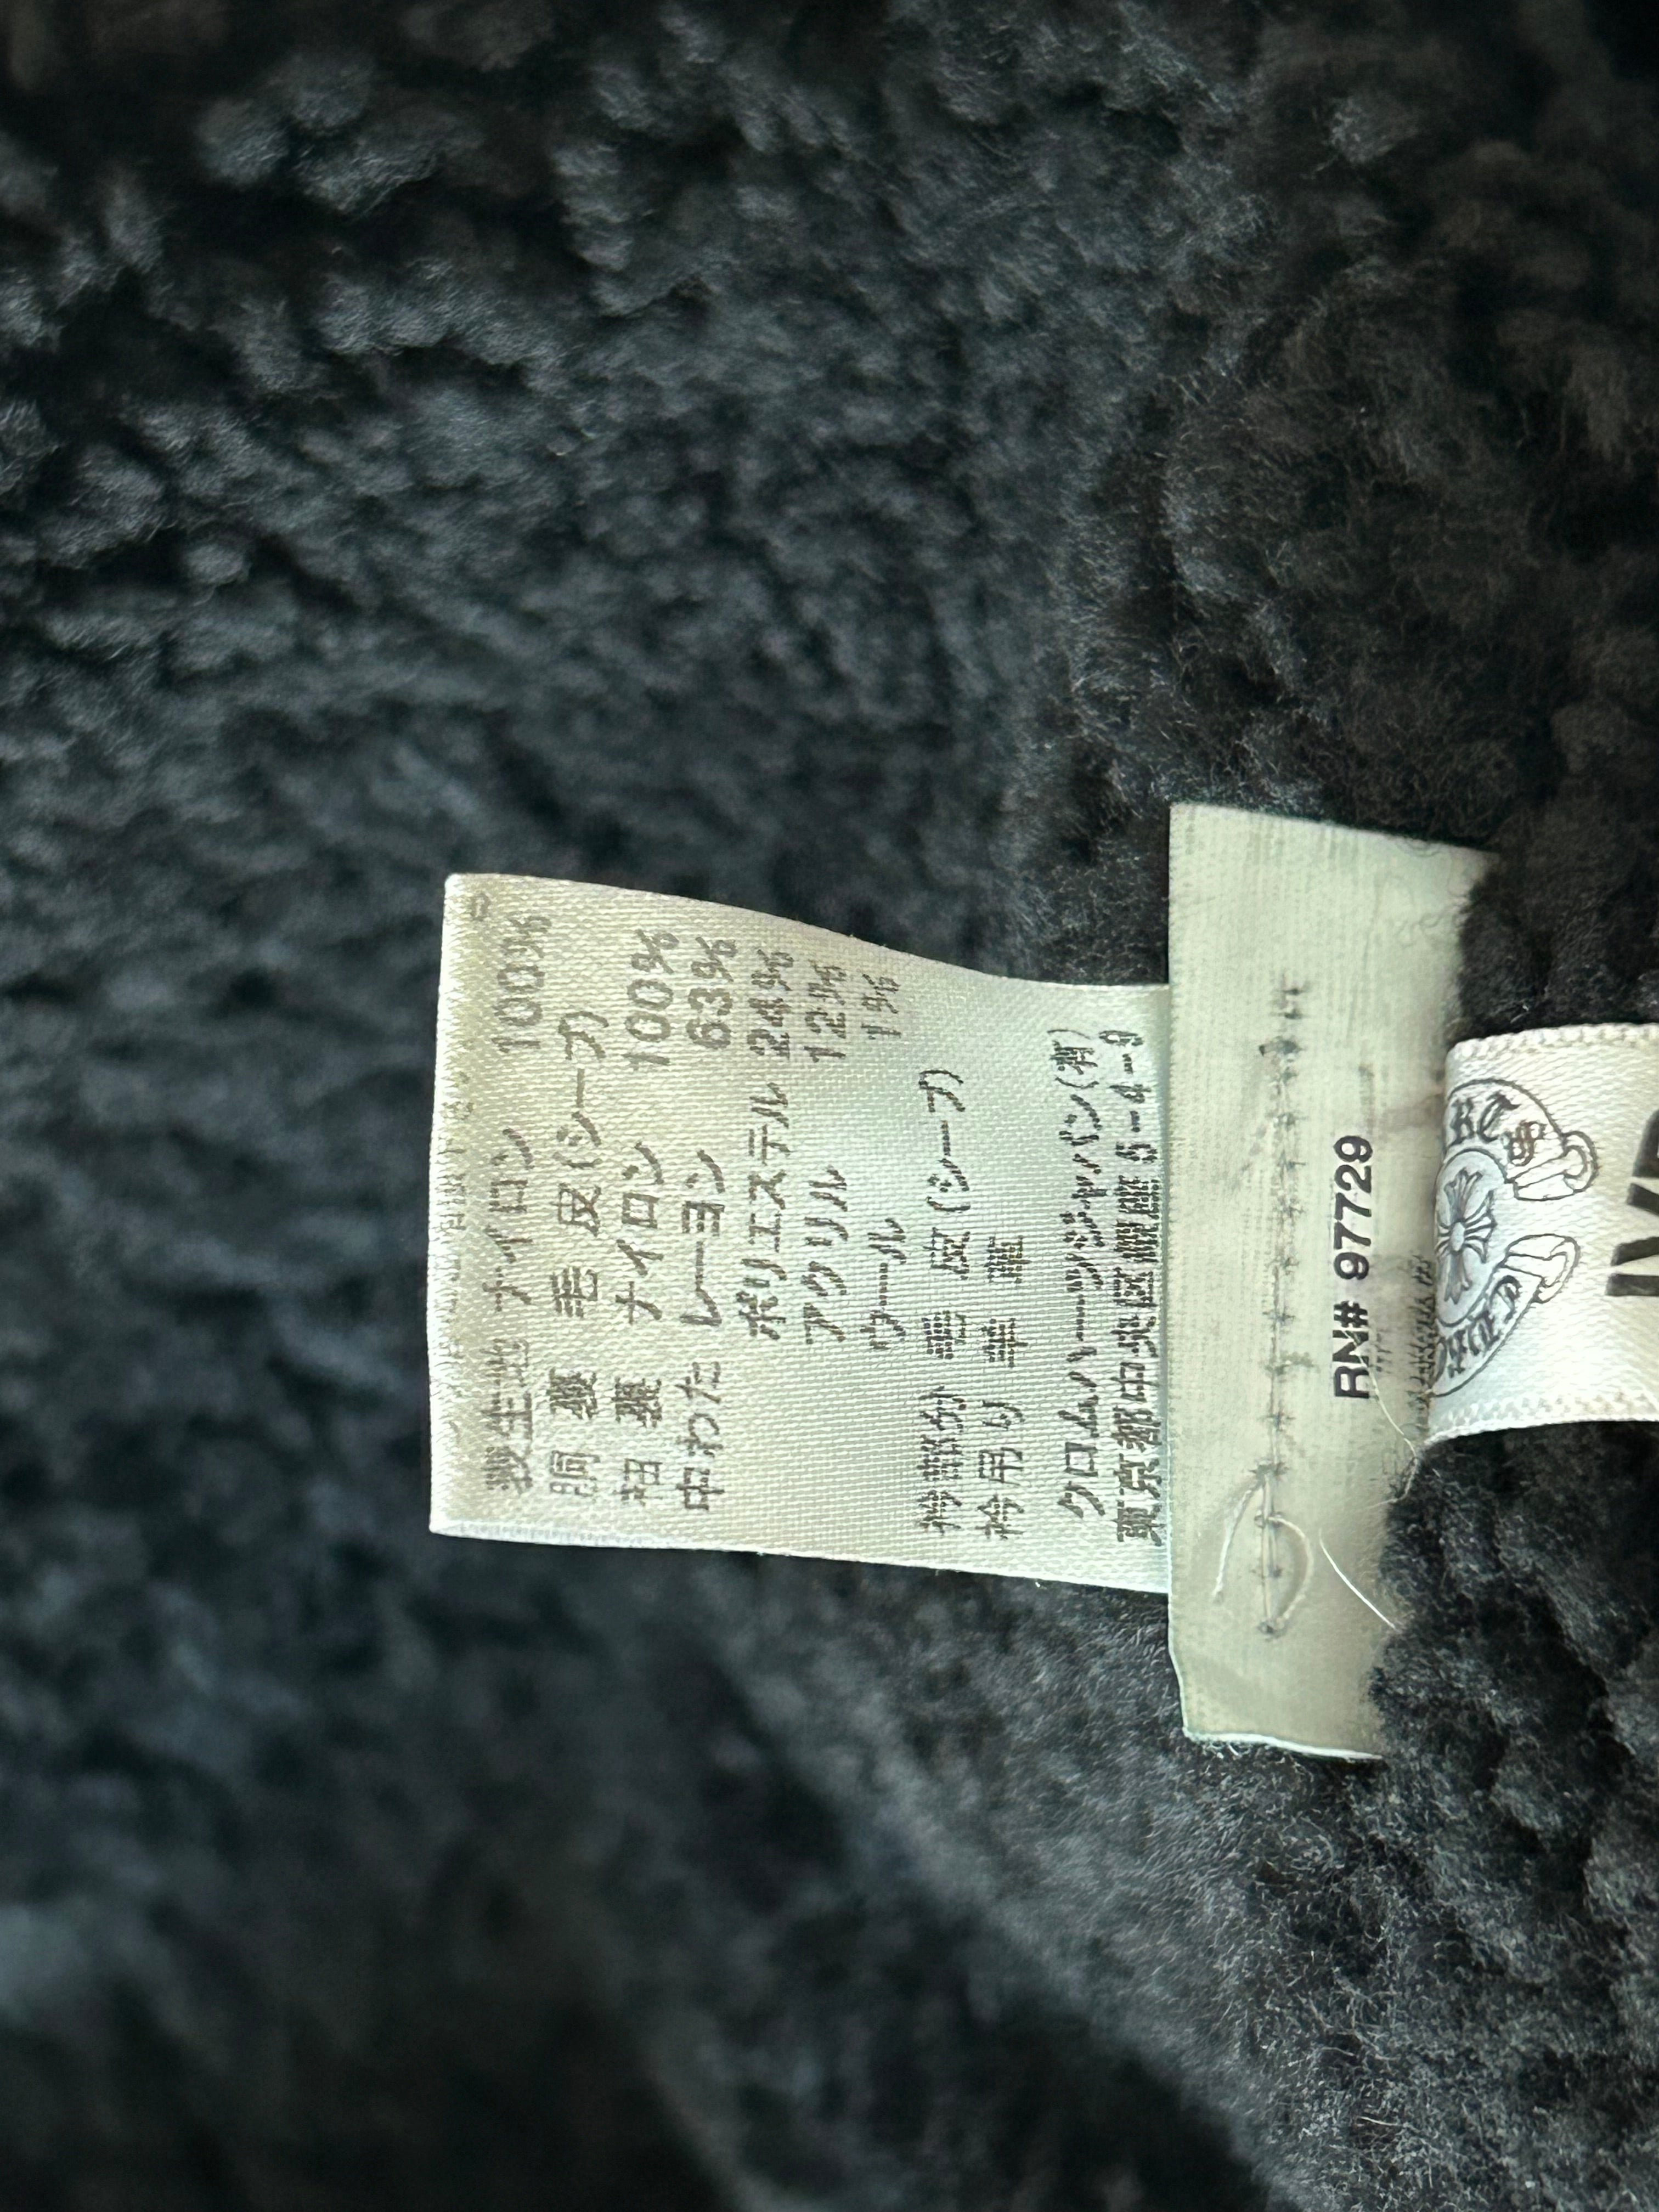 表生地 ナイロン 100%
胴 裏 毛 皮(シープ)
袖 裏 ナイロン 100%
中わた レーヨン 63%
ポリエステル 24%
アクリル 12%
ウール 1%
衿部分 毛 皮(シープ)
衿吊り 羊 革
クロムハーツジャパン(有)
東京都中央区銀座 5-4-9
RN# 97729